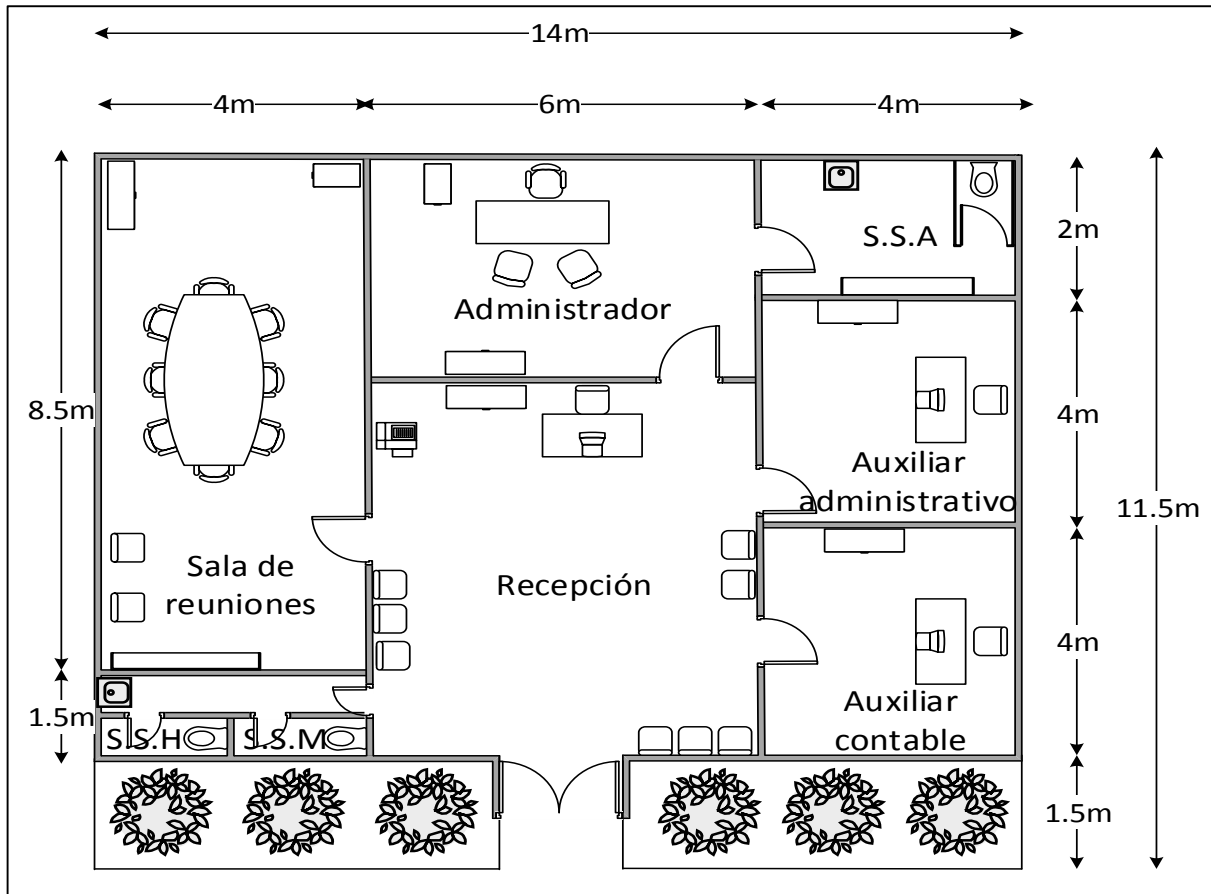 14m
4m
6m
4m
S.S.A
2m
Administrador
8.5m
4m
Auxiliar
administrativo
11.5m
Sala de
reuniones
Recepción
4m
1.5m
Auxiliar
contable
S.S.H
S.S.M
1.5m